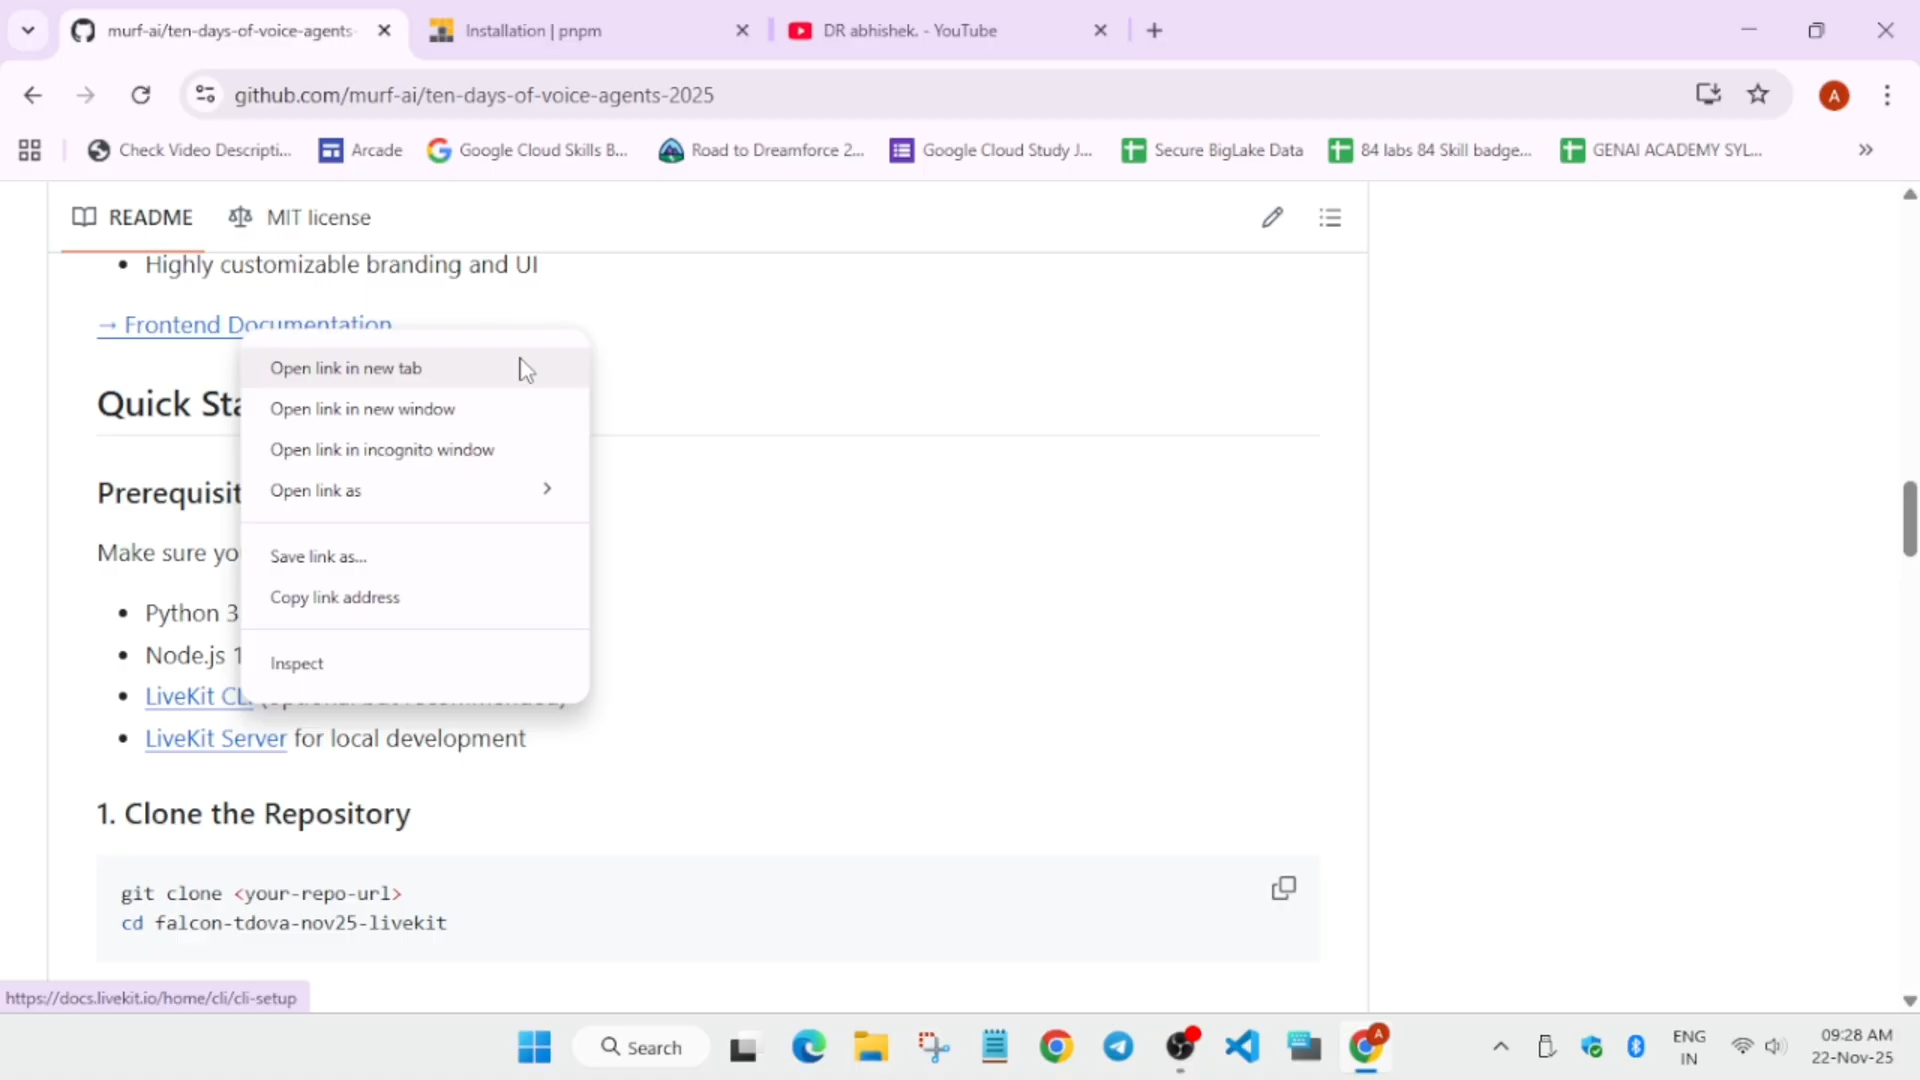 murf-ai/ten-days-of-voice-agents-
Installation | pnpm
DR abhishek. - YouTube
github.com/murf-ai/ten-days-of-voice-agents-2025
A
Check Video Descripti...
Arcade
Google Cloud Skills B...
Road to Dreamforce 2...
Google Cloud Study J...
Secure BigLake Data
84 labs 84 Skill badge...
GENAI ACADEMY SYL...
README
MIT license
• Highly customizable branding and UI
→ Frontend Documentation
Open link in new tab
Open link in new window
Open link in incognito window
Open link as
Save link as...
Copy link address
Inspect
Quick Sta
Prerequisit
Make sure yo
• Python 3
• Node.js 1
• LiveKit CLI (optional but recommended)
• LiveKit Server for local development
1. Clone the Repository
git clone <your-repo-url>
cd falcon-tdova-nov25-livekit
https://docs.livekit.io/home/cli/cli-setup
Search
A
ENG
IN
09:28 AM
22-Nov-25